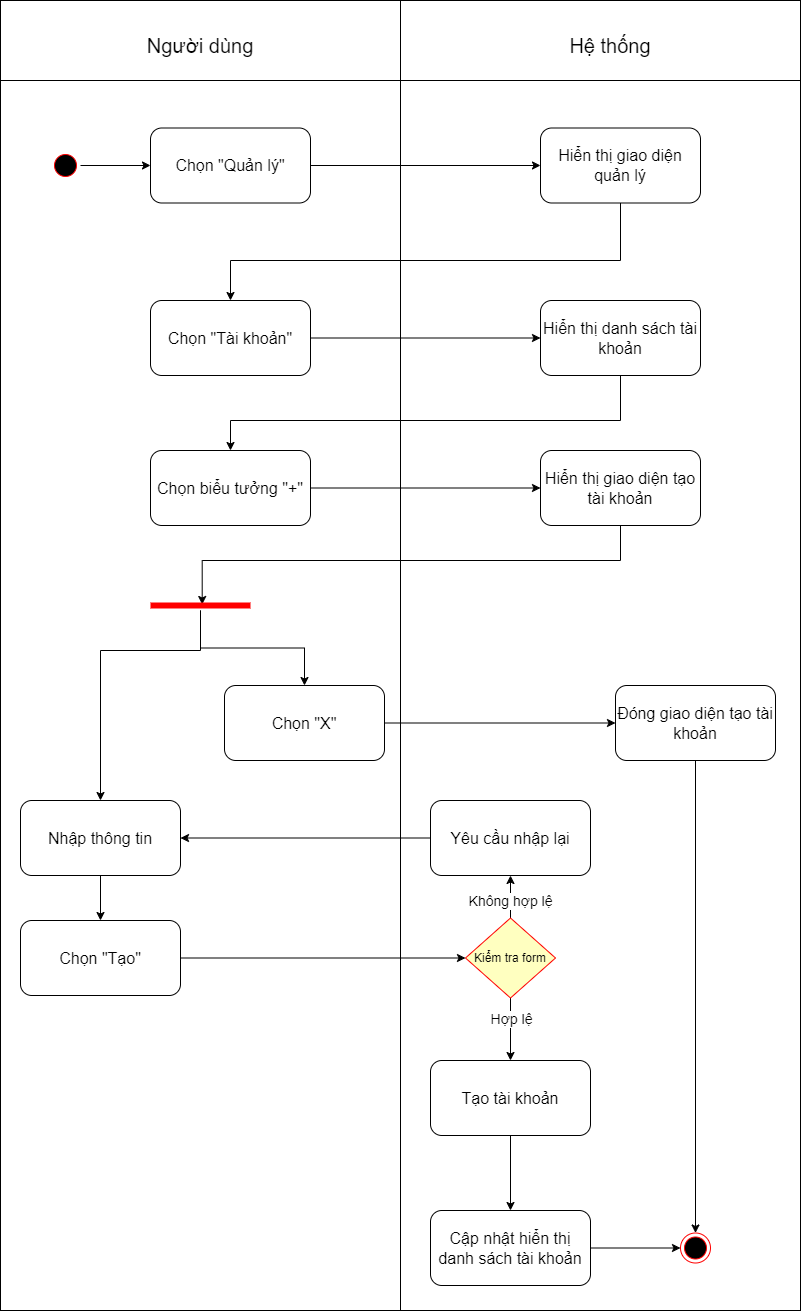 Người dùng
Hệ thống
Chọn "Quản lý"
Hiển thị giao diện
quản lý
Chọn "Tài khoản"
Hiển thị danh sách tài
khoản
Chọn biểu tưởng "+"
Hiển thị giao diện tạo
tài khoản
Chọn "X"
Đóng giao diện tạo tài
khoản
Nhập thông tin
Yêu cầu nhập lại
Không hợp lệ
Chọn "Tạo"
Kiểm tra form
Hợp lệ
Tạo tài khoản
Cập nhật hiển thị
danh sách tài khoản